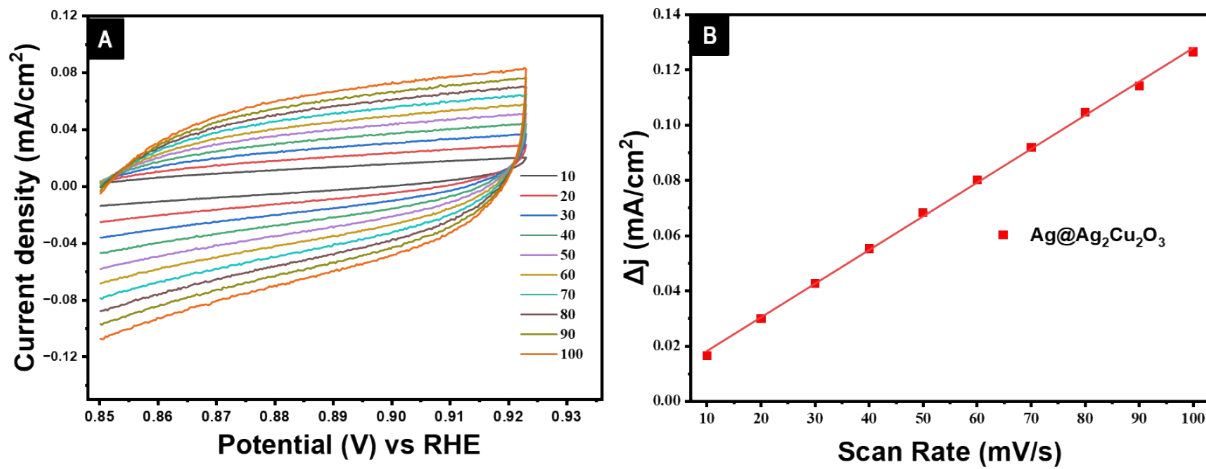 A
Current density (mA/cm²)
0.12
0.08
0.04
0.00
−0.04
−0.08
−0.12
10
20
30
40
50
60
70
80
90
100
0.85 0.86 0.87 0.88 0.89 0.90 0.91 0.92 0.93
Potential (V) vs RHE
B
Δj (mA/cm²)
0.14
0.12
0.10
0.08
0.06
0.04
0.02
0.00
Ag@Ag₂Cu₂O₃
10 20 30 40 50 60 70 80 90 100
Scan Rate (mV/s)